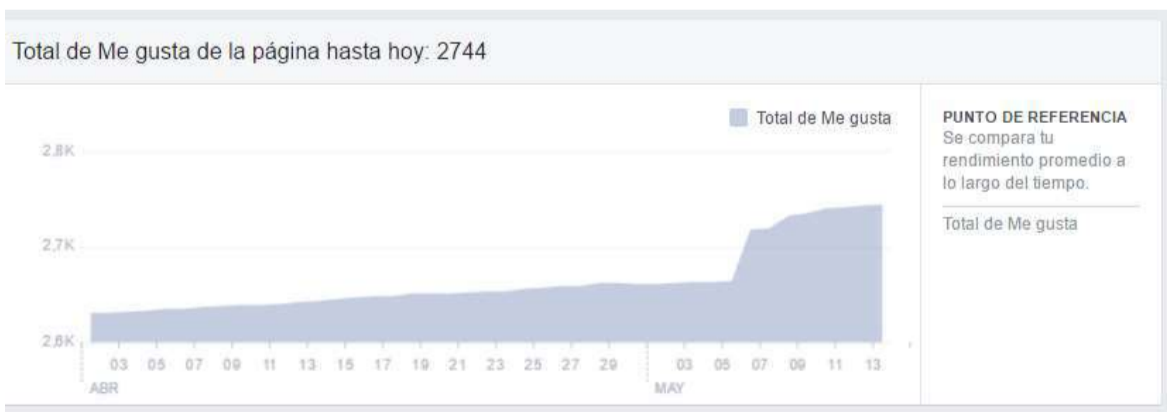 Total de Me gusta de la página hasta hoy: 2744
Total de Me gusta
2,8K
2,7K
2,6K
03 05 07 09 11 13 15 17 19 21 23 25 27 29 03 05 07 09 11 13
ABR MAY
PUNTO DE REFERENCIA
Se compara tu
rendimiento promedio a
lo largo del tiempo.
Total de Me gusta